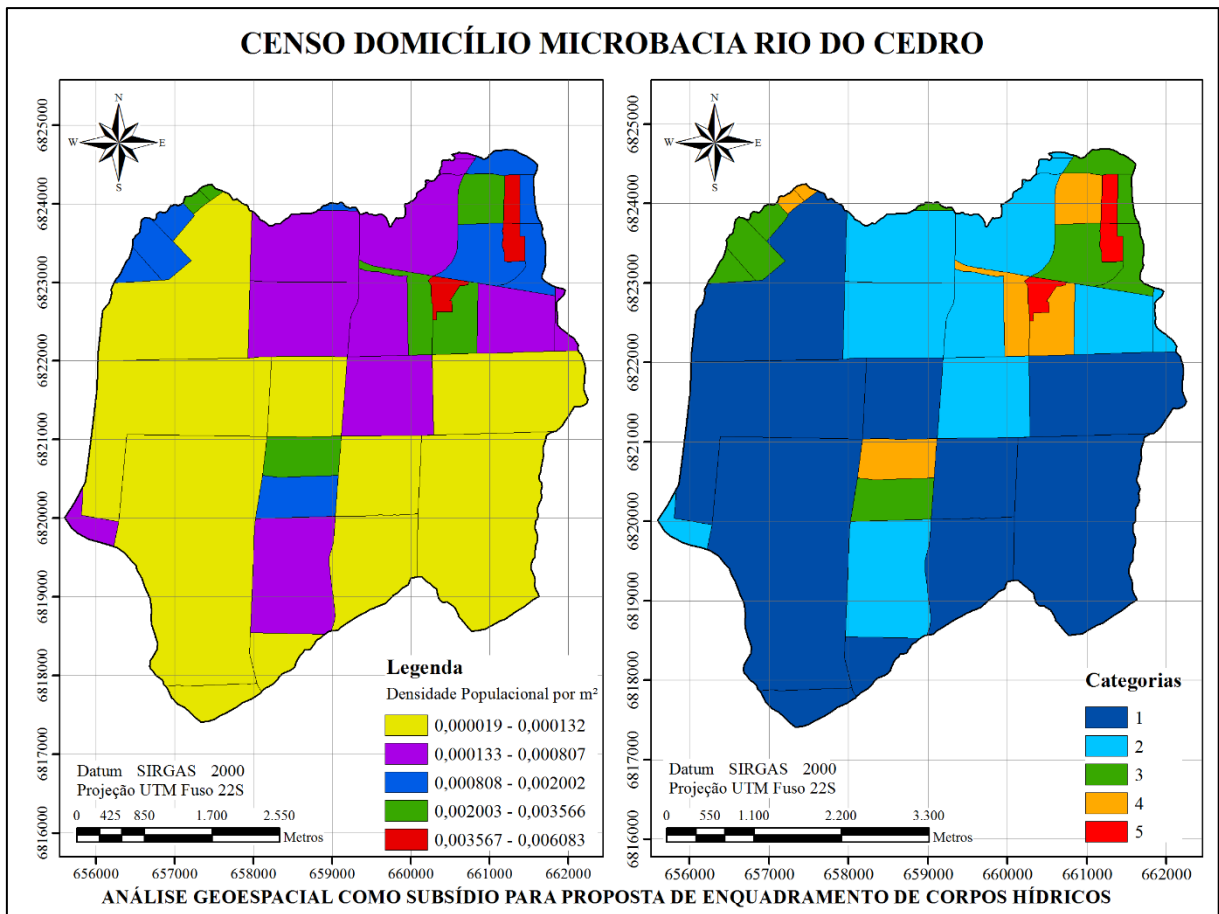 CENSO DOMICÍLIO MICROBACIA RIO DO CEDRO
N
W E
S
6825000
6824000
6823000
6822000
6821000
6820000
6819000
6818000
6817000
6816000
Legenda
Densidade Populacional por m²
0,000019 - 0,000132
0,000133 - 0,000807
0,000808 - 0,002002
0,002003 - 0,003566
0,003567 - 0,006083
Datum SIRGAS 2000
Projeção UTM Fuso 22S
0 425 850 1.700 2.550
Metros
656000 657000 658000 659000 660000 661000 662000
N
W E
S
6825000
6824000
6823000
6822000
6821000
6820000
6819000
6818000
6817000
6816000
Categorias
1
2
3
4
5
Datum SIRGAS 2000
Projeção UTM Fuso 22S
0 550 1.100 2.200 3.300
Metros
656000 657000 658000 659000 660000 661000 662000
ANÁLISE GEOESPACIAL COMO SUBSÍDIO PARA PROPOSTA DE ENQUADRAMENTO DE CORPOS HÍDRICOS